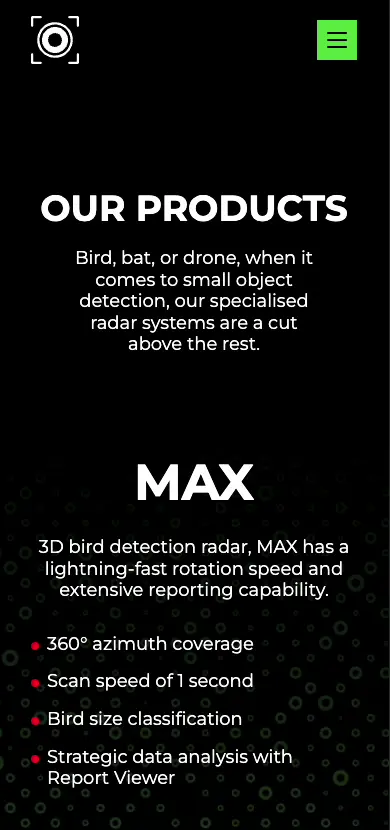 OUR PRODUCTS
Bird, bat, or drone, when it
comes to small object
detection, our specialised
radar systems are a cut
above the rest.
MAX
3D bird detection radar, MAX has a
lightning-fast rotation speed and
extensive reporting capability.
360° azimuth coverage
Scan speed of 1 second
Bird size classification
Strategic data analysis with
Report Viewer